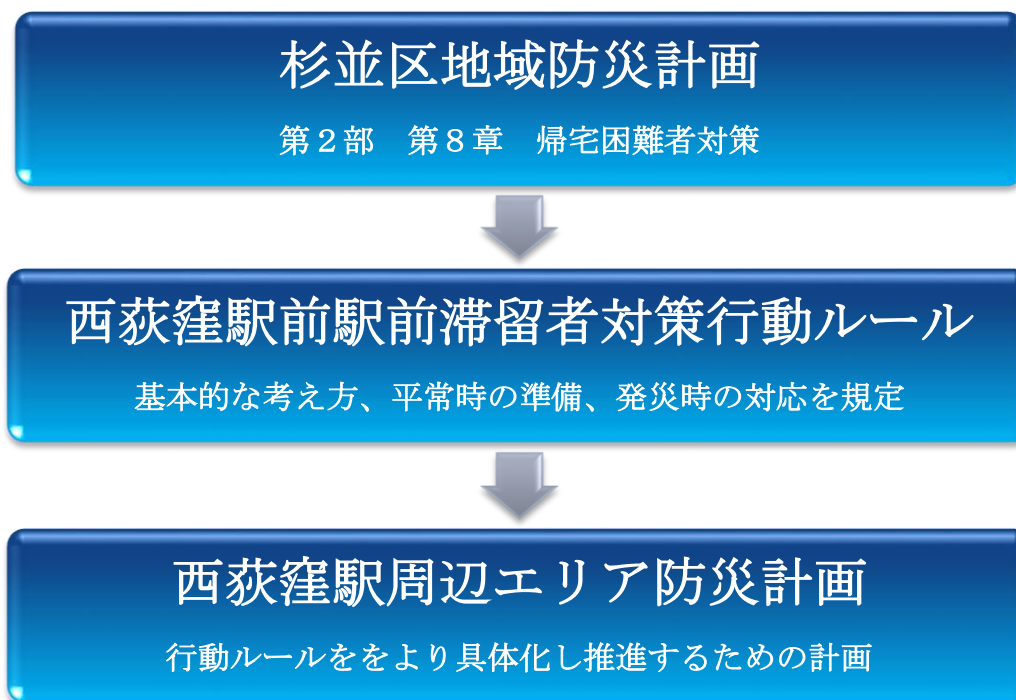 杉並区地域防災計画
第２部　第８章　帰宅困難者対策
西荻窪駅前駅前滞留者対策行動ルール
基本的な考え方、平常時の準備、発災時の対応を規定
西荻窪駅周辺エリア防災計画
行動ルールををより具体化し推進するための計画